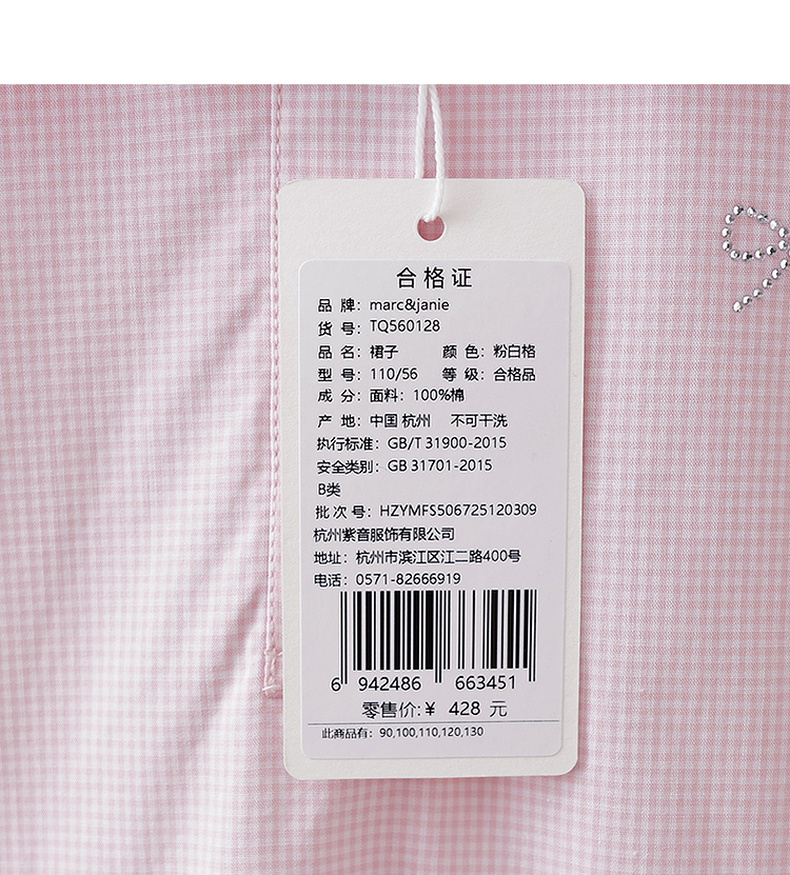 合格证
品 牌：marc&janie
货 号：TQ560128
品 名：裙子 颜 色：粉白格
型 号：110/56 等 级：合格品
成 分：面料：100%棉
产 地：中国 杭州 不可干洗
执行标准：GB/T 31900-2015
安全类别：GB 31701-2015
B类
批 次 号：HZYMFS506725120309
杭州紫音服饰有限公司
地址：杭州市滨江区江二路400号
电话：0571-82666919
6 942486 663451
零售价:¥ 428 元
此商品有：90,100,110,120,130